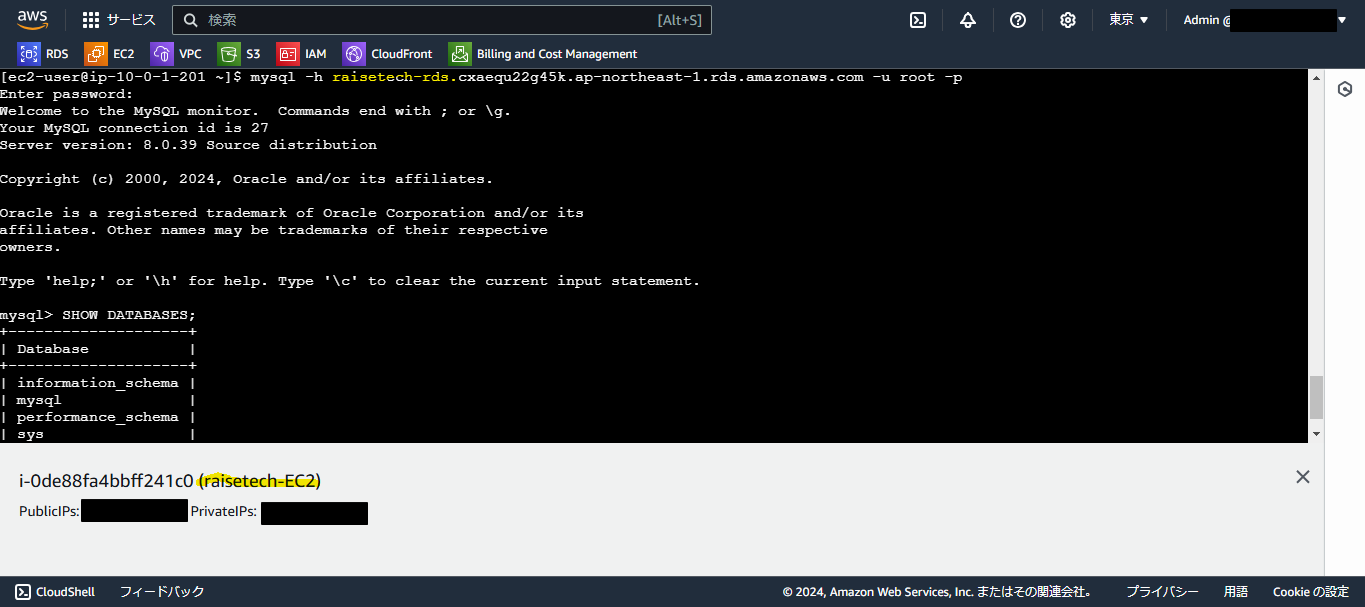 aws サービス 検索 [Alt+S] 東京 Admin @
RDS EC2 VPC S3 IAM CloudFront Billing and Cost Management
[ec2-user@ip-10-0-1-201 ~]$ mysql -h raisetech-rds.cxaequ22g45k.ap-northeast-1.rds.amazonaws.com -u root -p
Enter password:
Welcome to the MySQL monitor.  Commands end with ; or \g.
Your MySQL connection id is 27
Server version: 8.0.39 Source distribution
Copyright (c) 2000, 2024, Oracle and/or its affiliates.
Oracle is a registered trademark of Oracle Corporation and/or its
affiliates. Other names may be trademarks of their respective
owners.
Type 'help;' or '\h' for help. Type '\c' to clear the current input statement.
mysql> SHOW DATABASES;
+--------------------+
| Database           |
+--------------------+
| information_schema |
| mysql              |
| performance_schema |
| sys                |
i-0de88fa4bbff241c0 (raisetech-EC2)
PublicIPs: PrivateIPs:
CloudShell フィードバック © 2024, Amazon Web Services, Inc. またはその関連会社。 プライバシー 用語 Cookie の設定